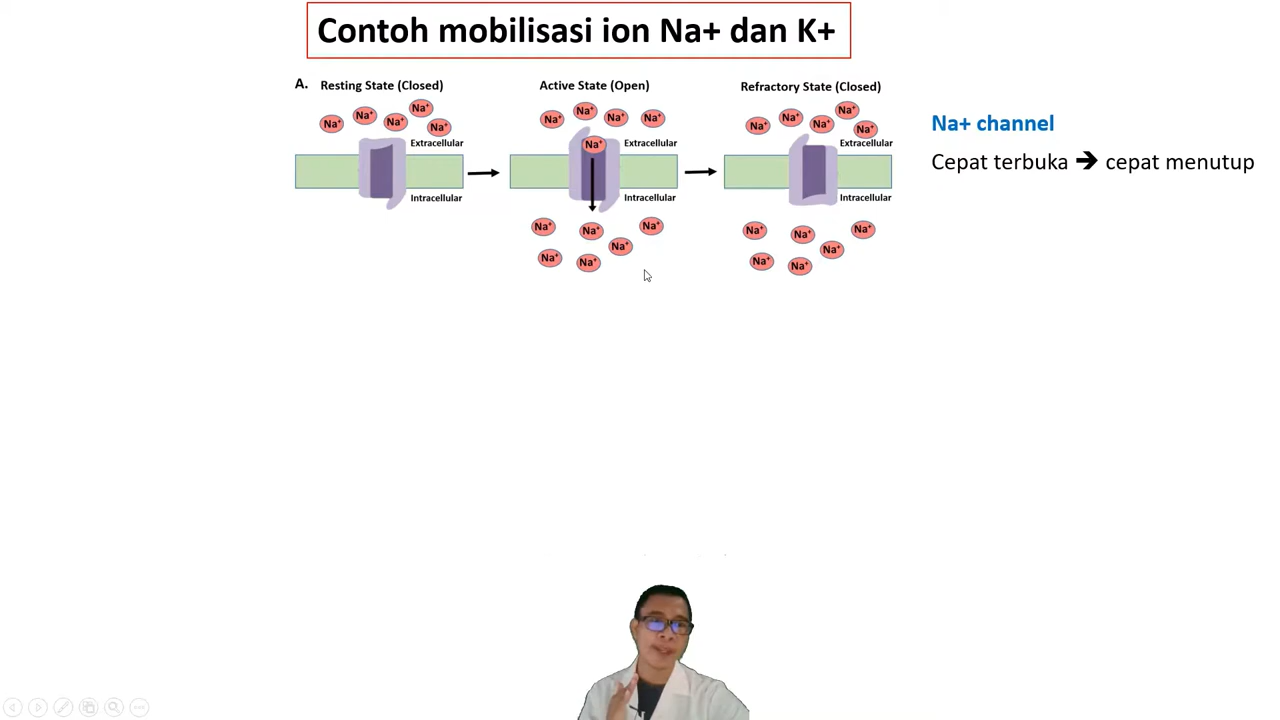 Contoh mobilisasi ion Na+ dan K+
A. Resting State (Closed)
Na⁺ Na⁺ Na⁺ Na⁺ Na⁺
Extracellular
Intracellular
Active State (Open)
Na⁺ Na⁺ Na⁺ Na⁺
Na⁺
Extracellular
Intracellular
Na⁺ Na⁺ Na⁺ Na⁺
Na⁺ Na⁺
Refractory State (Closed)
Na⁺ Na⁺ Na⁺ Na⁺ Na⁺
Extracellular
Intracellular
Na⁺ Na⁺ Na⁺ Na⁺
Na⁺ Na⁺
Na+ channel
Cepat terbuka ➔ cepat menutup